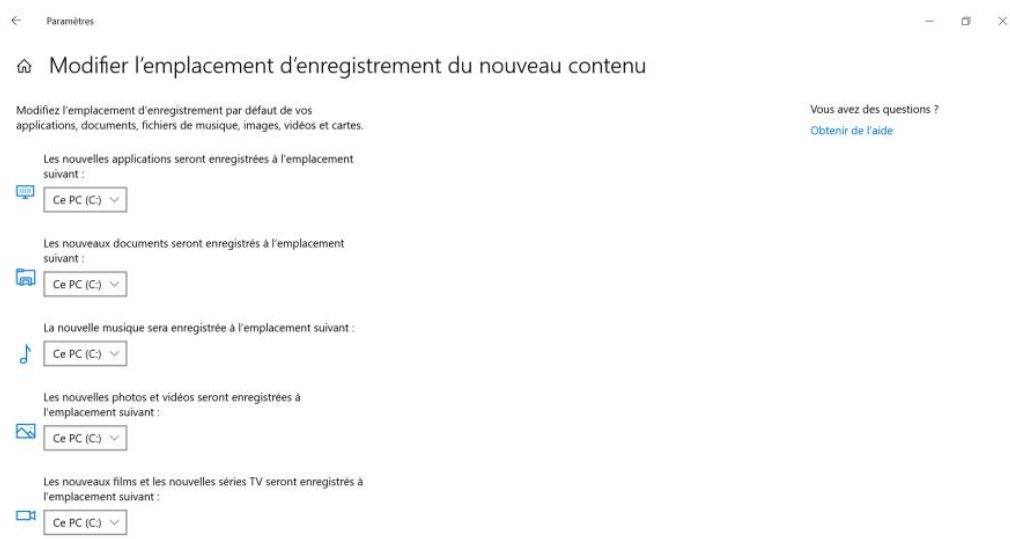 Paramètres
Modifier l'emplacement d'enregistrement du nouveau contenu
Modifiez l'emplacement d'enregistrement par défaut de vos
applications, documents, fichiers de musique, images, vidéos et cartes.
Les nouvelles applications seront enregistrées à l'emplacement
suivant :
Ce PC (C:)
Les nouveaux documents seront enregistrés à l'emplacement
suivant :
Ce PC (C:)
La nouvelle musique sera enregistrée à l'emplacement suivant :
Ce PC (C:)
Les nouvelles photos et vidéos seront enregistrées à
l'emplacement suivant :
Ce PC (C:)
Les nouveaux films et les nouvelles séries TV seront enregistrés à
l'emplacement suivant :
Ce PC (C:)
Vous avez des questions ?
Obtenir de l'aide